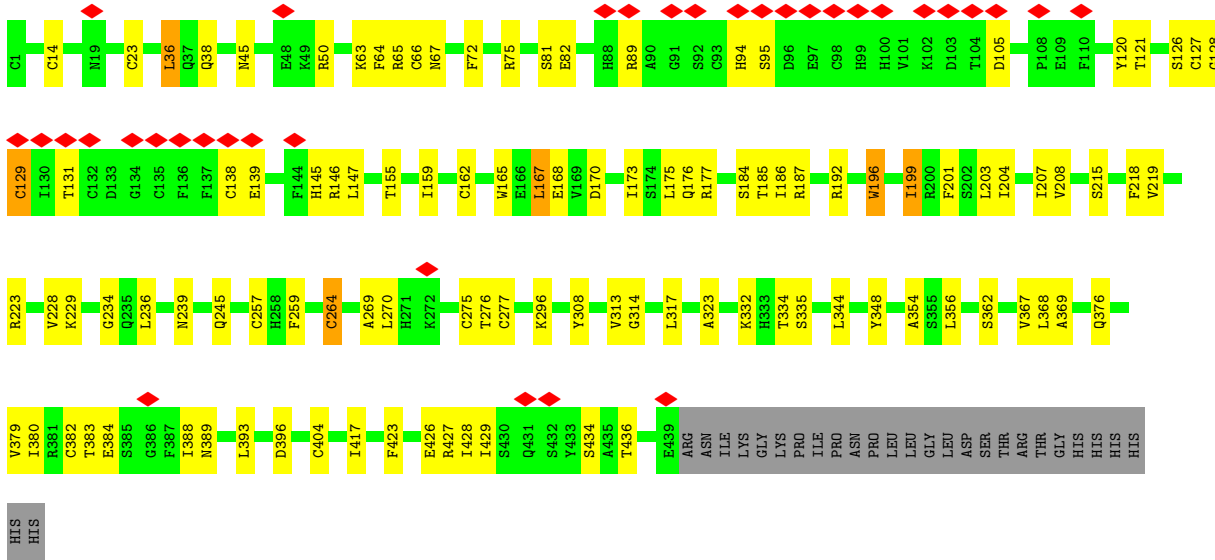 C1 C14 N19 C23 L36 Q37 Q38 N45 E48 K49 R50 K63 F64 R65 C66 N67 F72 R75 S81 E82 H88 R89 A90 G91 S92 C93 H94 S95 D96 E97 C98 H99 H100 V101 K102 D103 T104 D105 P108 E109 F110 Y120 T121 S126 C127 C128
C129 I130 T131 C132 D133 G134 C135 F136 F137 C138 E139 F144 H145 R146 L147 T155 I159 C162 W165 E166 L167 E168 V169 D170 I173 S174 L175 Q176 R177 S184 T185 I186 R187 R192 W196 I199 R200 F201 S202 L203 I204 I207 V208 S215 F218 V219
R223 V228 K229 G234 Q235 L236 N239 Q245 C257 H258 F259 C264 A269 L270 H271 K272 C275 T276 C277 K296 Y308 V313 G314 L317 A323 K332 H333 T334 S335 L344 Y348 A354 S355 L356 S362 V367 L368 A369 Q376
V379 I380 R381 C382 T383 E384 S385 G386 F387 I388 N389 L393 D396 C404 I417 F423 E426 R427 I428 I429 S430 Q431 S432 Y433 S434 A435 T436 E439 ARG ASN ILE LYS GLY LYS PRO ILE PRO ASN PRO LEU LEU GLY LEU ASP SER THR ARG THR GLY HIS HIS HIS HIS
HIS HIS